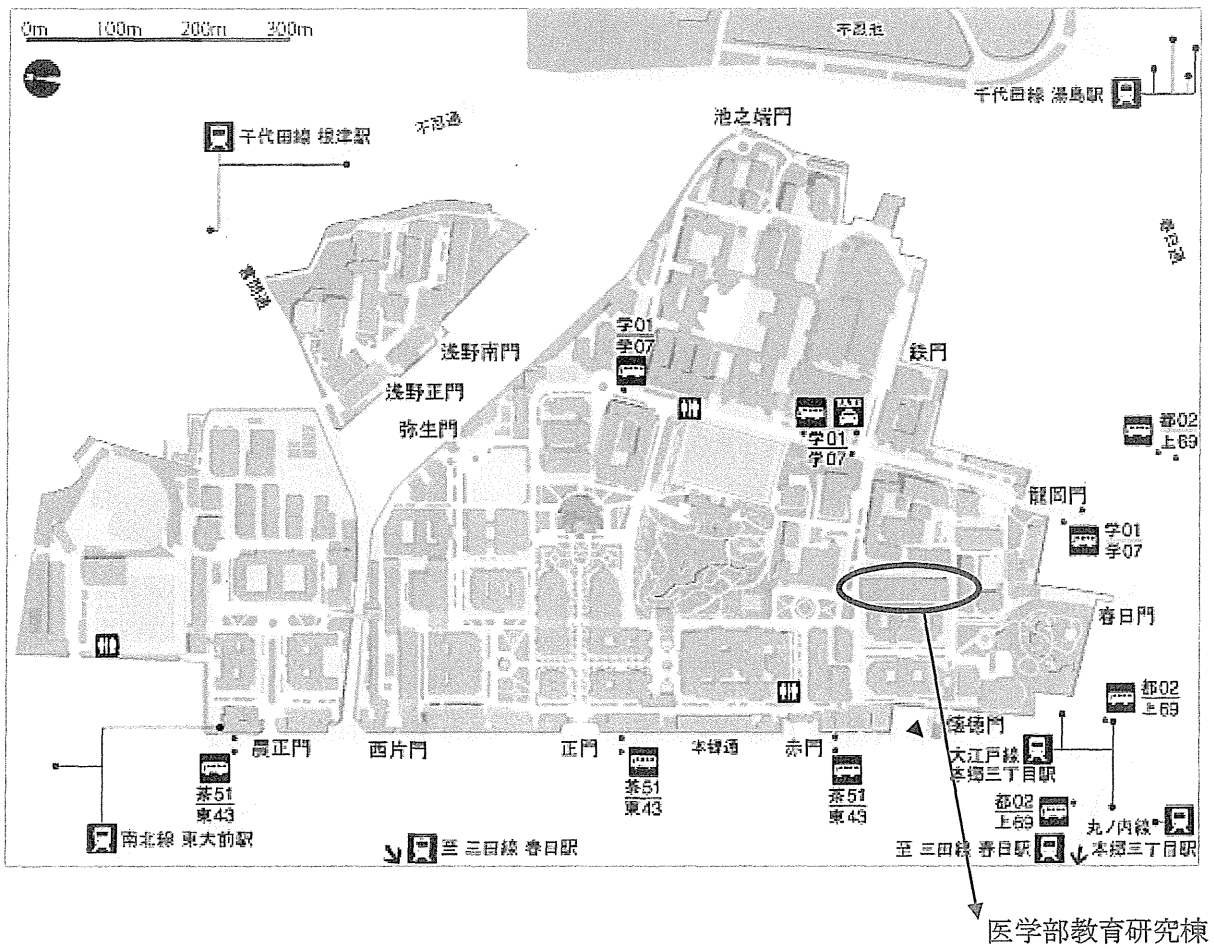 0m 100m 200m 300m
不忍池
千代田線 湯島駅
池之端門
不忍通
千代田線 根津駅
春日通
言問通
学01
学07
浅野南門
鉄門
浅野正門
弥生門
学01
学07
都02
上69
龍岡門
学01
学07
春日門
都02
上69
農正門
西片門
正門
本郷通
赤門
懐徳門
大江戸線
本郷三丁目駅
茶51
東43
茶51
東43
茶51
東43
都02
上69
丸ノ内線
本郷三丁目駅
南北線 東大前駅
至 三田線 春日駅
至 三田線 春日駅
医学部教育研究棟